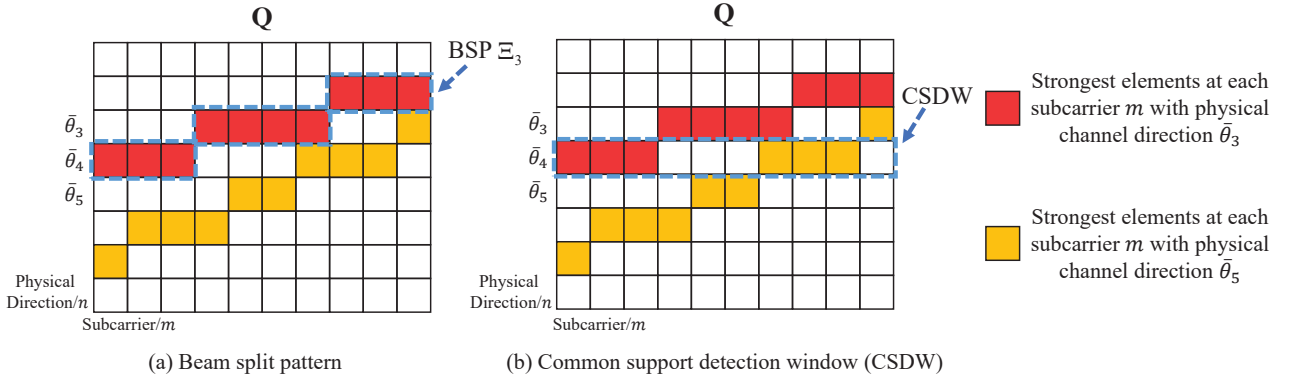 Q
BSP Ξ₃
θ̄₃
θ̄₄
θ̄₅
Physical
Direction/n
Subcarrier/m
(a) Beam split pattern
Q
CSDW
θ̄₃
θ̄₄
θ̄₅
Physical
Direction/n
Subcarrier/m
(b) Common support detection window (CSDW)
Strongest elements at each
subcarrier m with physical
channel direction θ̄₃
Strongest elements at each
subcarrier m with physical
channel direction θ̄₅